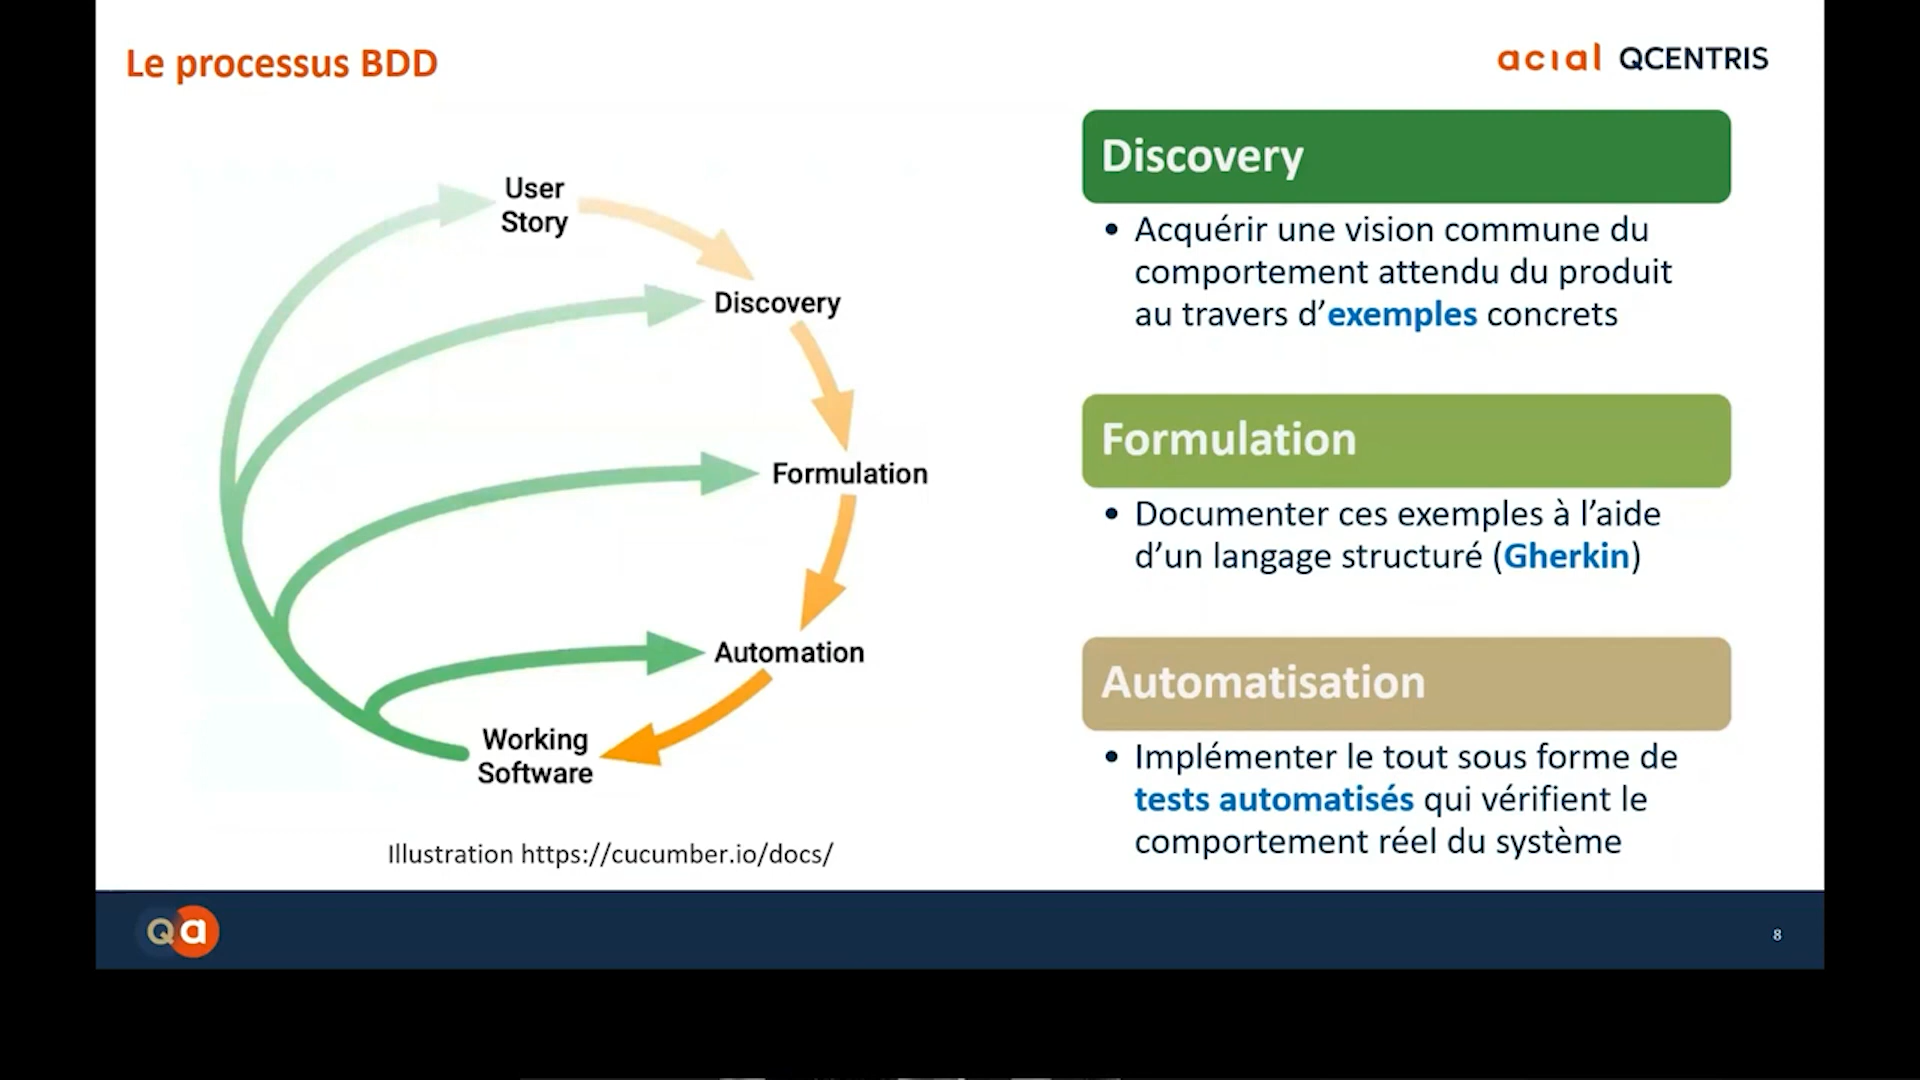 Le processus BDD
acial QCENTRIS
User
Story
Discovery
Formulation
Automation
Working
Software
Illustration https://cucumber.io/docs/
Discovery
• Acquérir une vision commune du
comportement attendu du produit
au travers d’exemples concrets
Formulation
• Documenter ces exemples à l’aide
d’un langage structuré (Gherkin)
Automatisation
• Implémenter le tout sous forme de
tests automatisés qui vérifient le
comportement réel du système
Qa
8